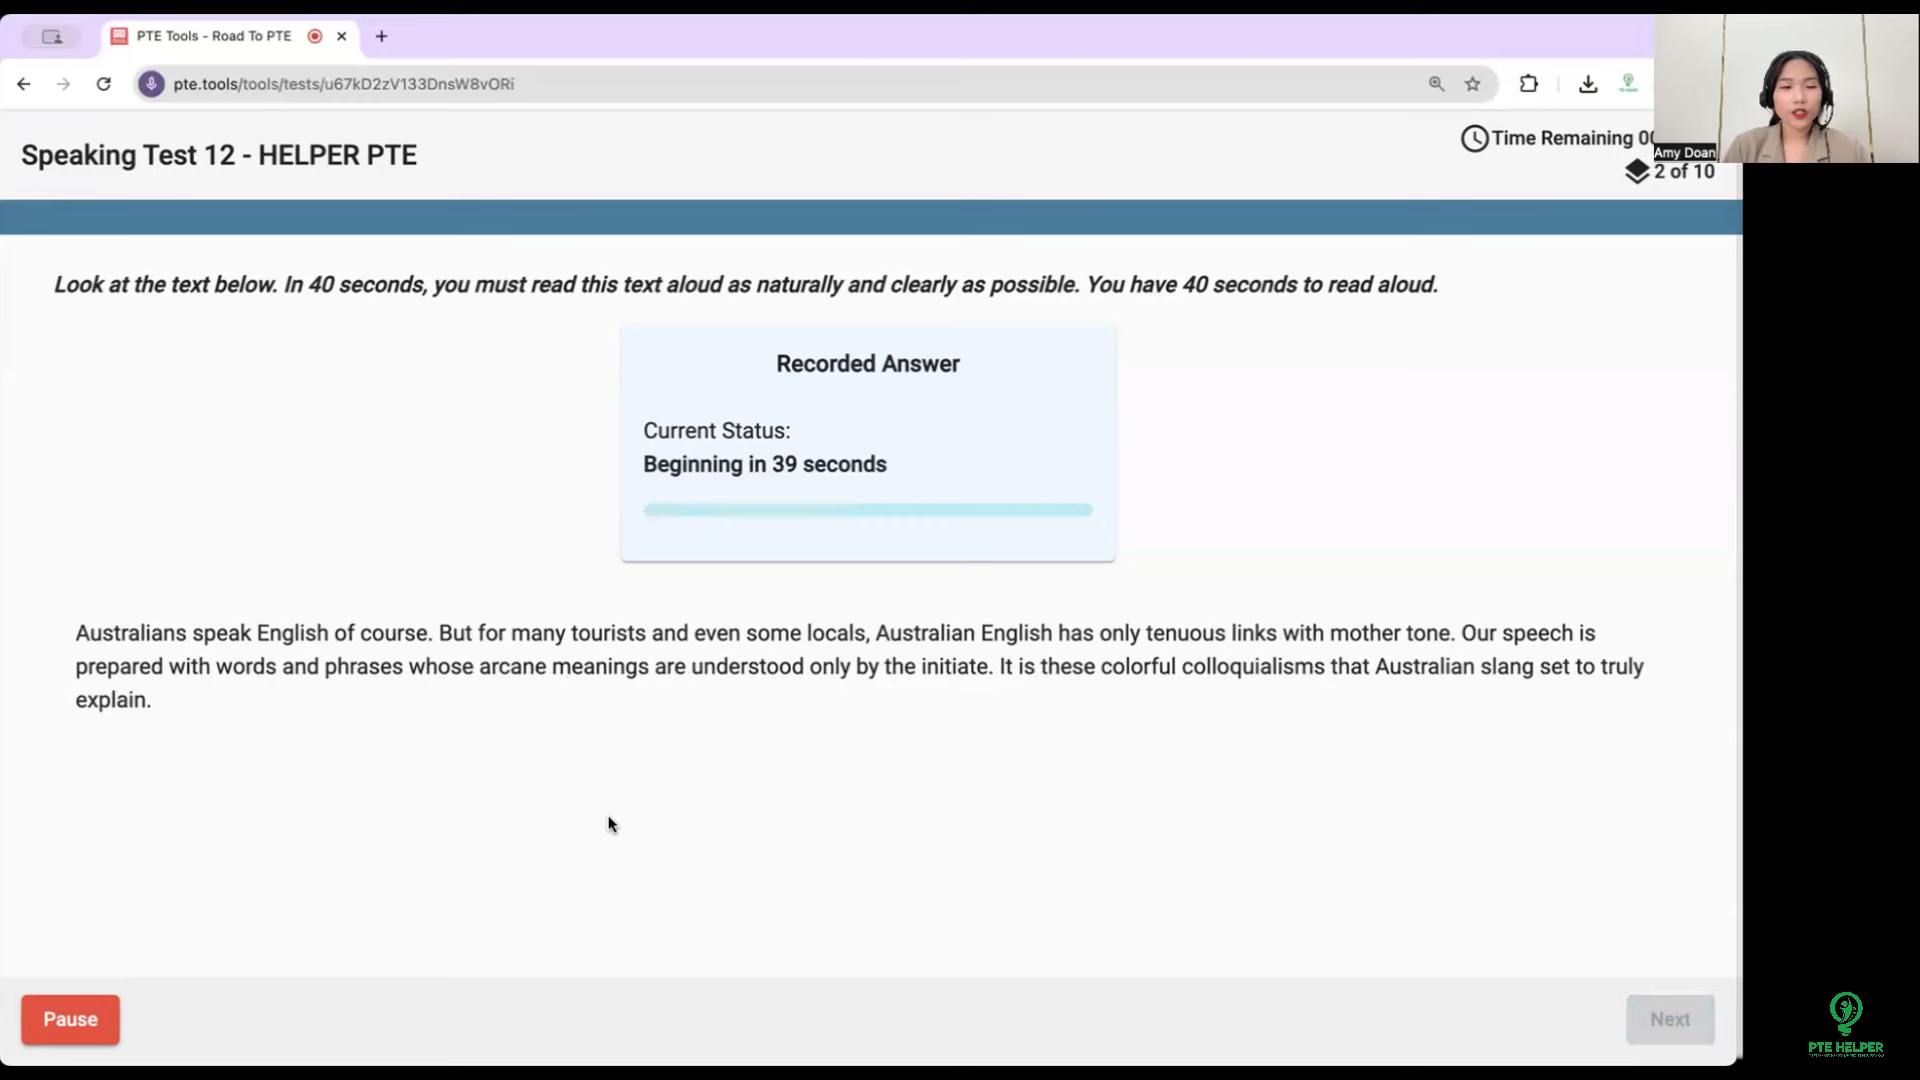 PTE Tools - Road To PTE
pte.tools/tools/tests/u67kD2zV133DnsW8vORi
Speaking Test 12 - HELPER PTE
Time Remaining 00
Amy Doan
2 of 10
Look at the text below. In 40 seconds, you must read this text aloud as naturally and clearly as possible. You have 40 seconds to read aloud.
Recorded Answer
Current Status:
Beginning in 39 seconds
Australians speak English of course. But for many tourists and even some locals, Australian English has only tenuous links with mother tone. Our speech is
prepared with words and phrases whose arcane meanings are understood only by the initiate. It is these colorful colloquialisms that Australian slang set to truly
explain.
Pause
Next
PTE HELPER